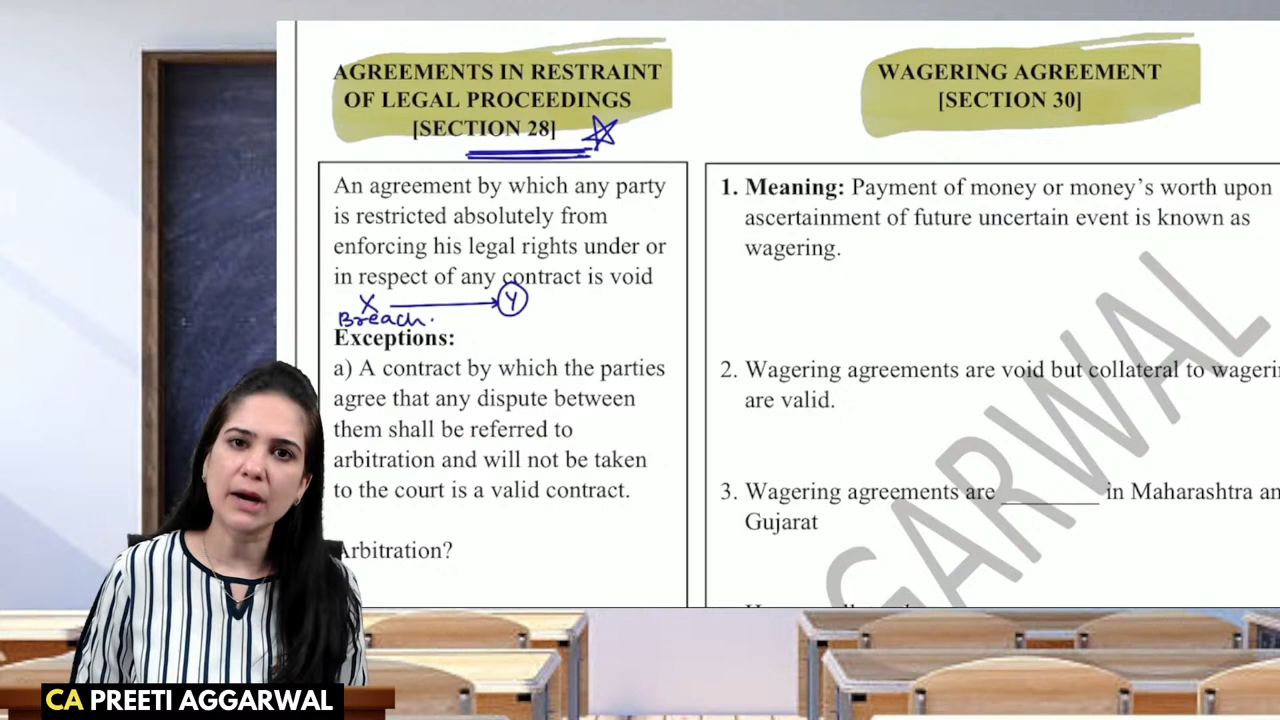 AGREEMENTS IN RESTRAINT
OF LEGAL PROCEEDINGS
[SECTION 28]
An agreement by which any party
is restricted absolutely from
enforcing his legal rights under or
in respect of any contract is void
X Y
Breach.
Exceptions:
a) A contract by which the parties
agree that any dispute between
them shall be referred to
arbitration and will not be taken
to the court is a valid contract.
Arbitration?
WAGERING AGREEMENT
[SECTION 30]
1. Meaning: Payment of money or money’s worth upon
ascertainment of future uncertain event is known as
wagering.
2. Wagering agreements are void but collateral to wageri
are valid.
3. Wagering agreements are ________ in Maharashtra an
Gujarat
GARWAL
CA PREETI AGGARWAL